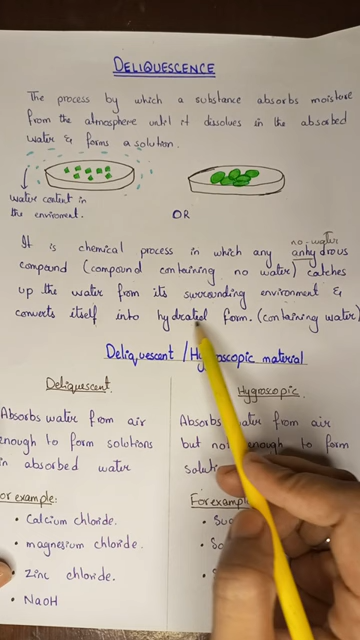 DELIQUESCENCE
The process by which a substance absorbs moisture
from the atmosphere until it dissolves in the absorbed
water & forms a solution.
water content in
the enviroment.
OR
no water
It is chemical process in which any anhydrous
compound (compound containing no water) catches
up the water from its surrounding environment &
converts itself into hydrated form. (containing water)
Deliquescent / Hygroscopic material
Deliquescent
Absorbs water from air
enough to form solutions
in absorbed water
For example:
• Calcium chloride.
• magnesium chloride.
• Zinc chloride.
• NaOH
Hygroscopic
Absorbs water from air
but not enough to form
For example